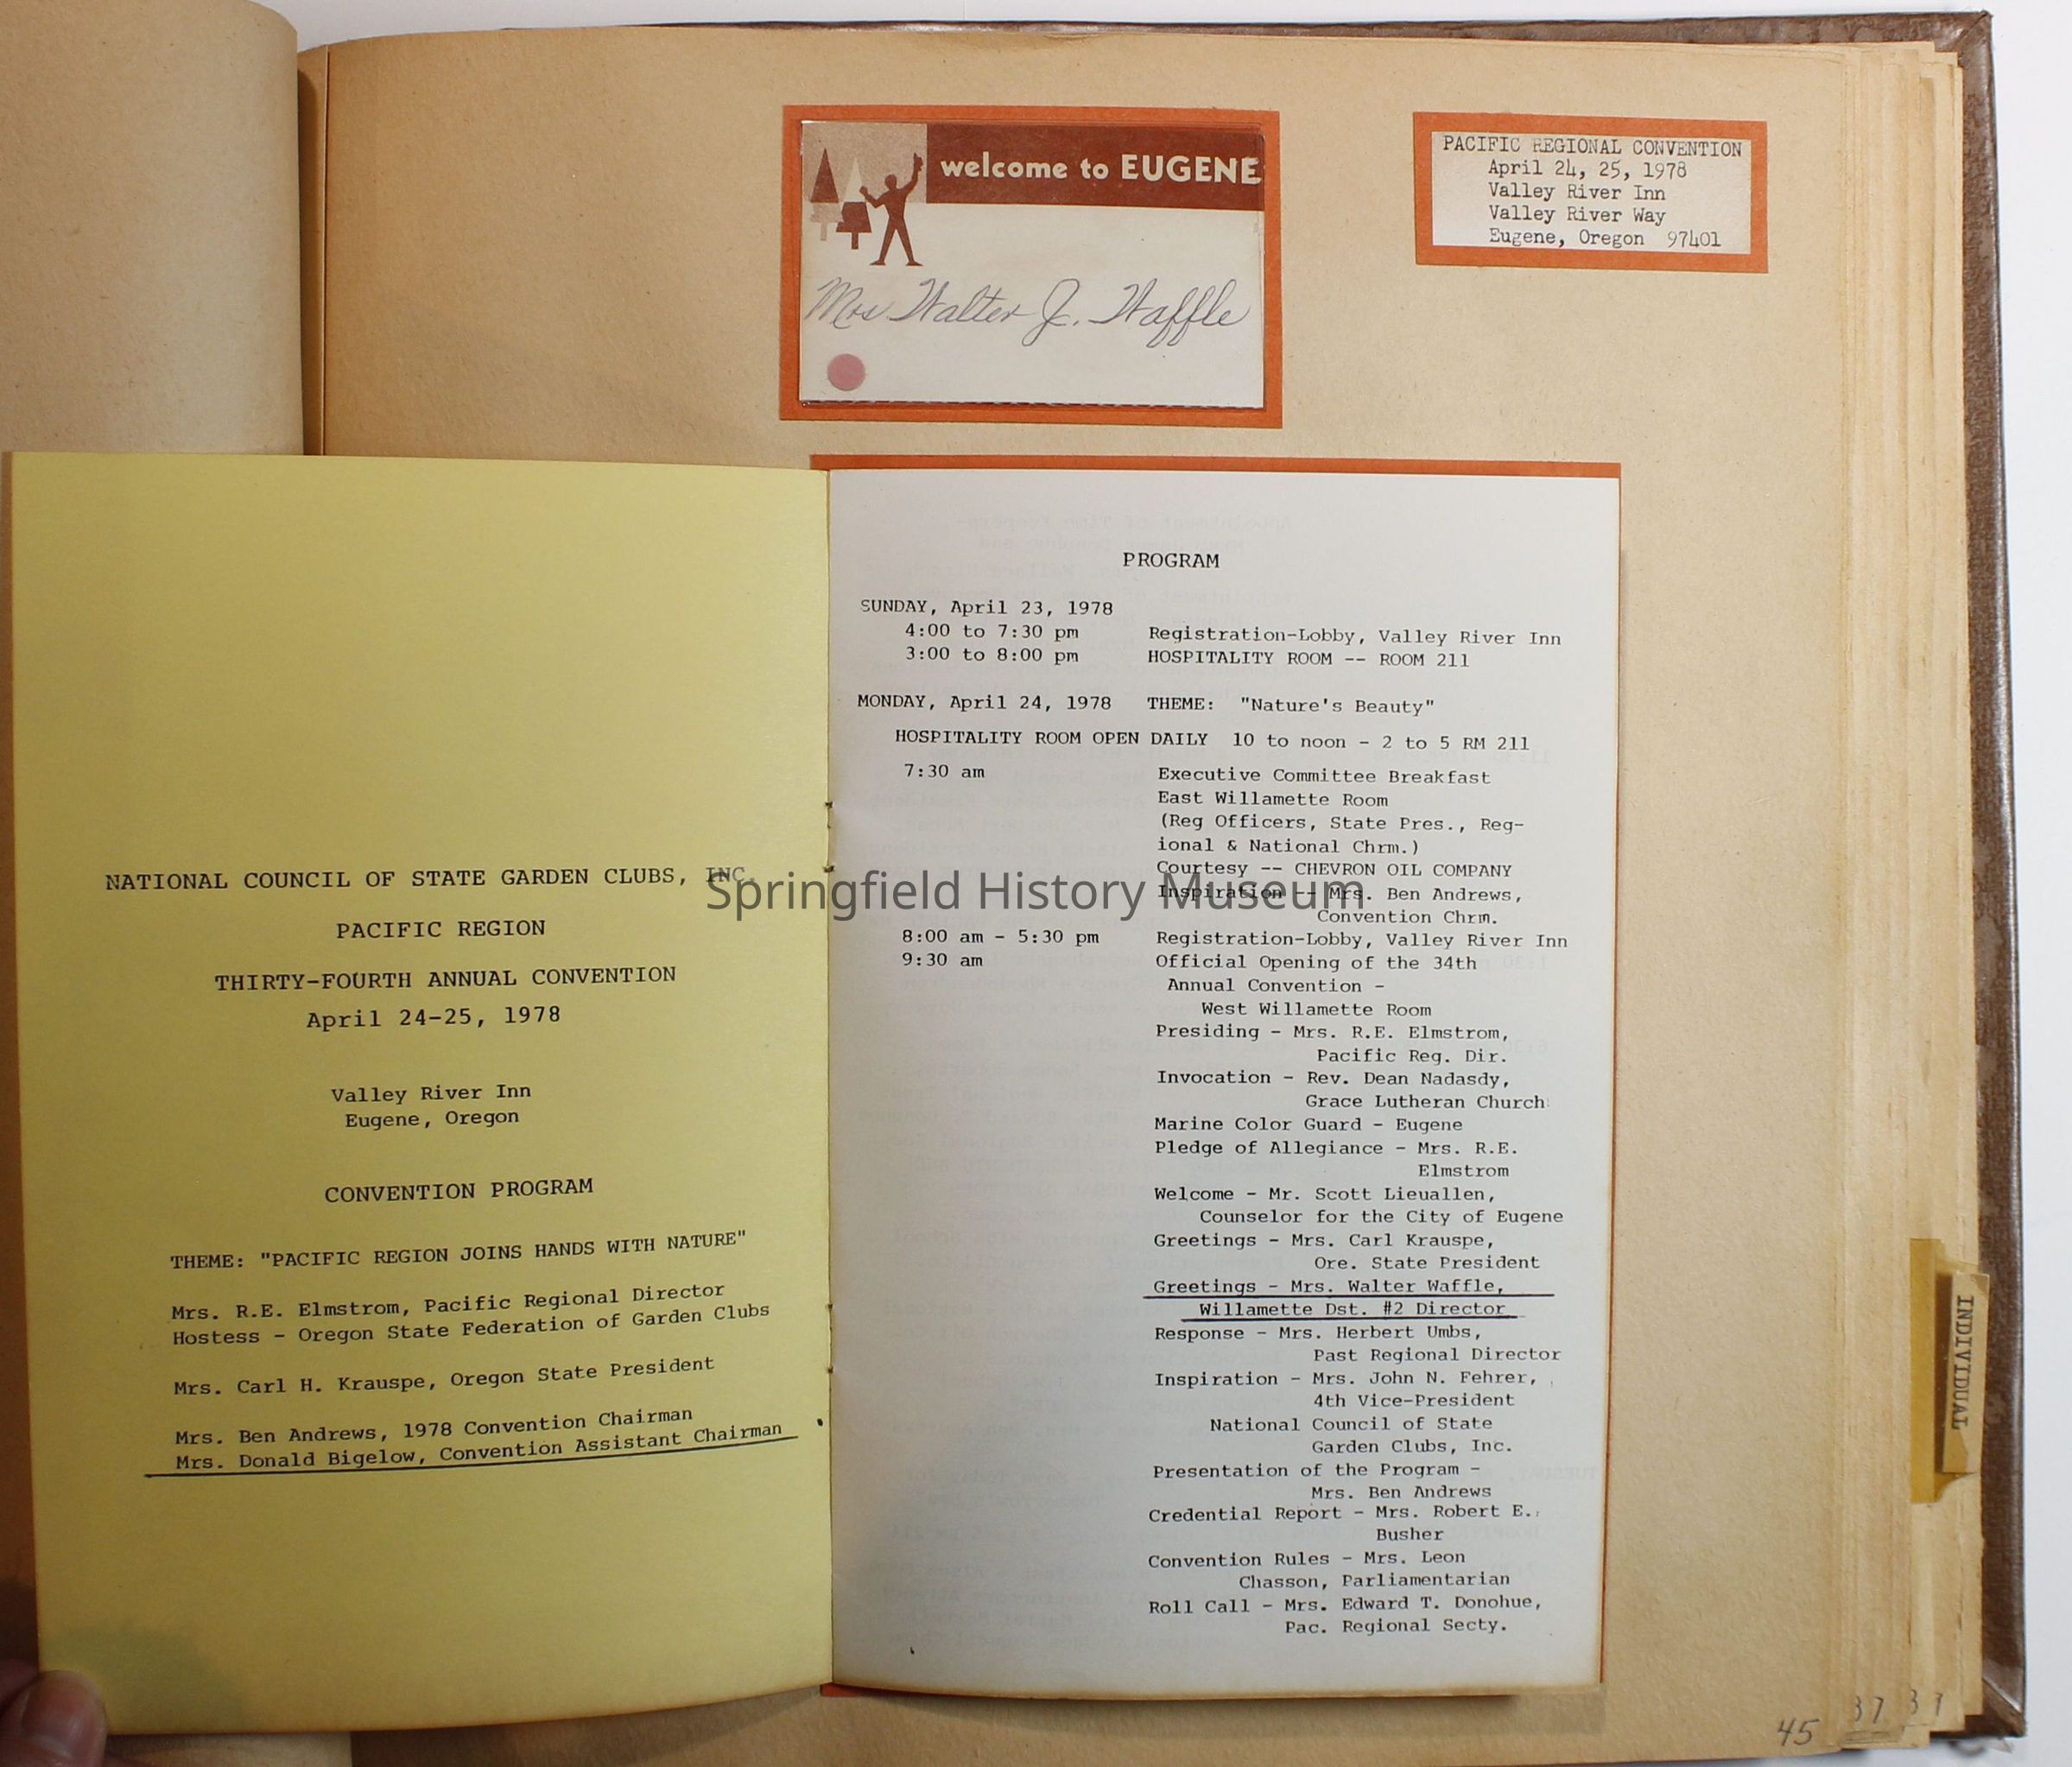 welcome to EUGENE
Mrs Walter J. Waffle
PACIFIC REGIONAL CONVENTION
April 24, 25, 1978
Valley River Inn
Valley River Way
Eugene, Oregon 97401
NATIONAL COUNCIL OF STATE GARDEN CLUBS, INC.
PACIFIC REGION
THIRTY-FOURTH ANNUAL CONVENTION
April 24-25, 1978
Valley River Inn
Eugene, Oregon
CONVENTION PROGRAM
THEME: "PACIFIC REGION JOINS HANDS WITH NATURE"
Mrs. R.E. Elmstrom, Pacific Regional Director
Hostess - Oregon State Federation of Garden Clubs
Mrs. Carl H. Krauspe, Oregon State President
Mrs. Ben Andrews, 1978 Convention Chairman
Mrs. Donald Bigelow, Convention Assistant Chairman
PROGRAM
SUNDAY, April 23, 1978
4:00 to 7:30 pm Registration-Lobby, Valley River Inn
3:00 to 8:00 pm HOSPITALITY ROOM -- ROOM 211
MONDAY, April 24, 1978 THEME: "Nature's Beauty"
HOSPITALITY ROOM OPEN DAILY 10 to noon - 2 to 5 RM 211
7:30 am Executive Committee Breakfast
East Willamette Room
(Reg Officers, State Pres., Reg-
ional & National Chrm.)
Courtesy -- CHEVRON OIL COMPANY
Inspiration -- Mrs. Ben Andrews,
Convention Chrm.
8:00 am - 5:30 pm Registration-Lobby, Valley River Inn
9:30 am Official Opening of the 34th
Annual Convention -
West Willamette Room
Presiding - Mrs. R.E. Elmstrom,
Pacific Reg. Dir.
Invocation - Rev. Dean Nadasdy,
Grace Lutheran Church
Marine Color Guard - Eugene
Pledge of Allegiance - Mrs. R.E.
Elmstrom
Welcome - Mr. Scott Lieuallen,
Counselor for the City of Eugene
Greetings - Mrs. Carl Krauspe,
Ore. State President
Greetings - Mrs. Walter Waffle,
Willamette Dst. #2 Director
Response - Mrs. Herbert Umbs,
Past Regional Director
Inspiration - Mrs. John N. Fehrer,
4th Vice-President
National Council of State
Garden Clubs, Inc.
Presentation of the Program -
Mrs. Ben Andrews
Credential Report - Mrs. Robert E.
Busher
Convention Rules - Mrs. Leon
Chasson, Parliamentarian
Roll Call - Mrs. Edward T. Donohue,
Pac. Regional Secty.
Springfield History Museum
INDIVIDUAL
45
37
37